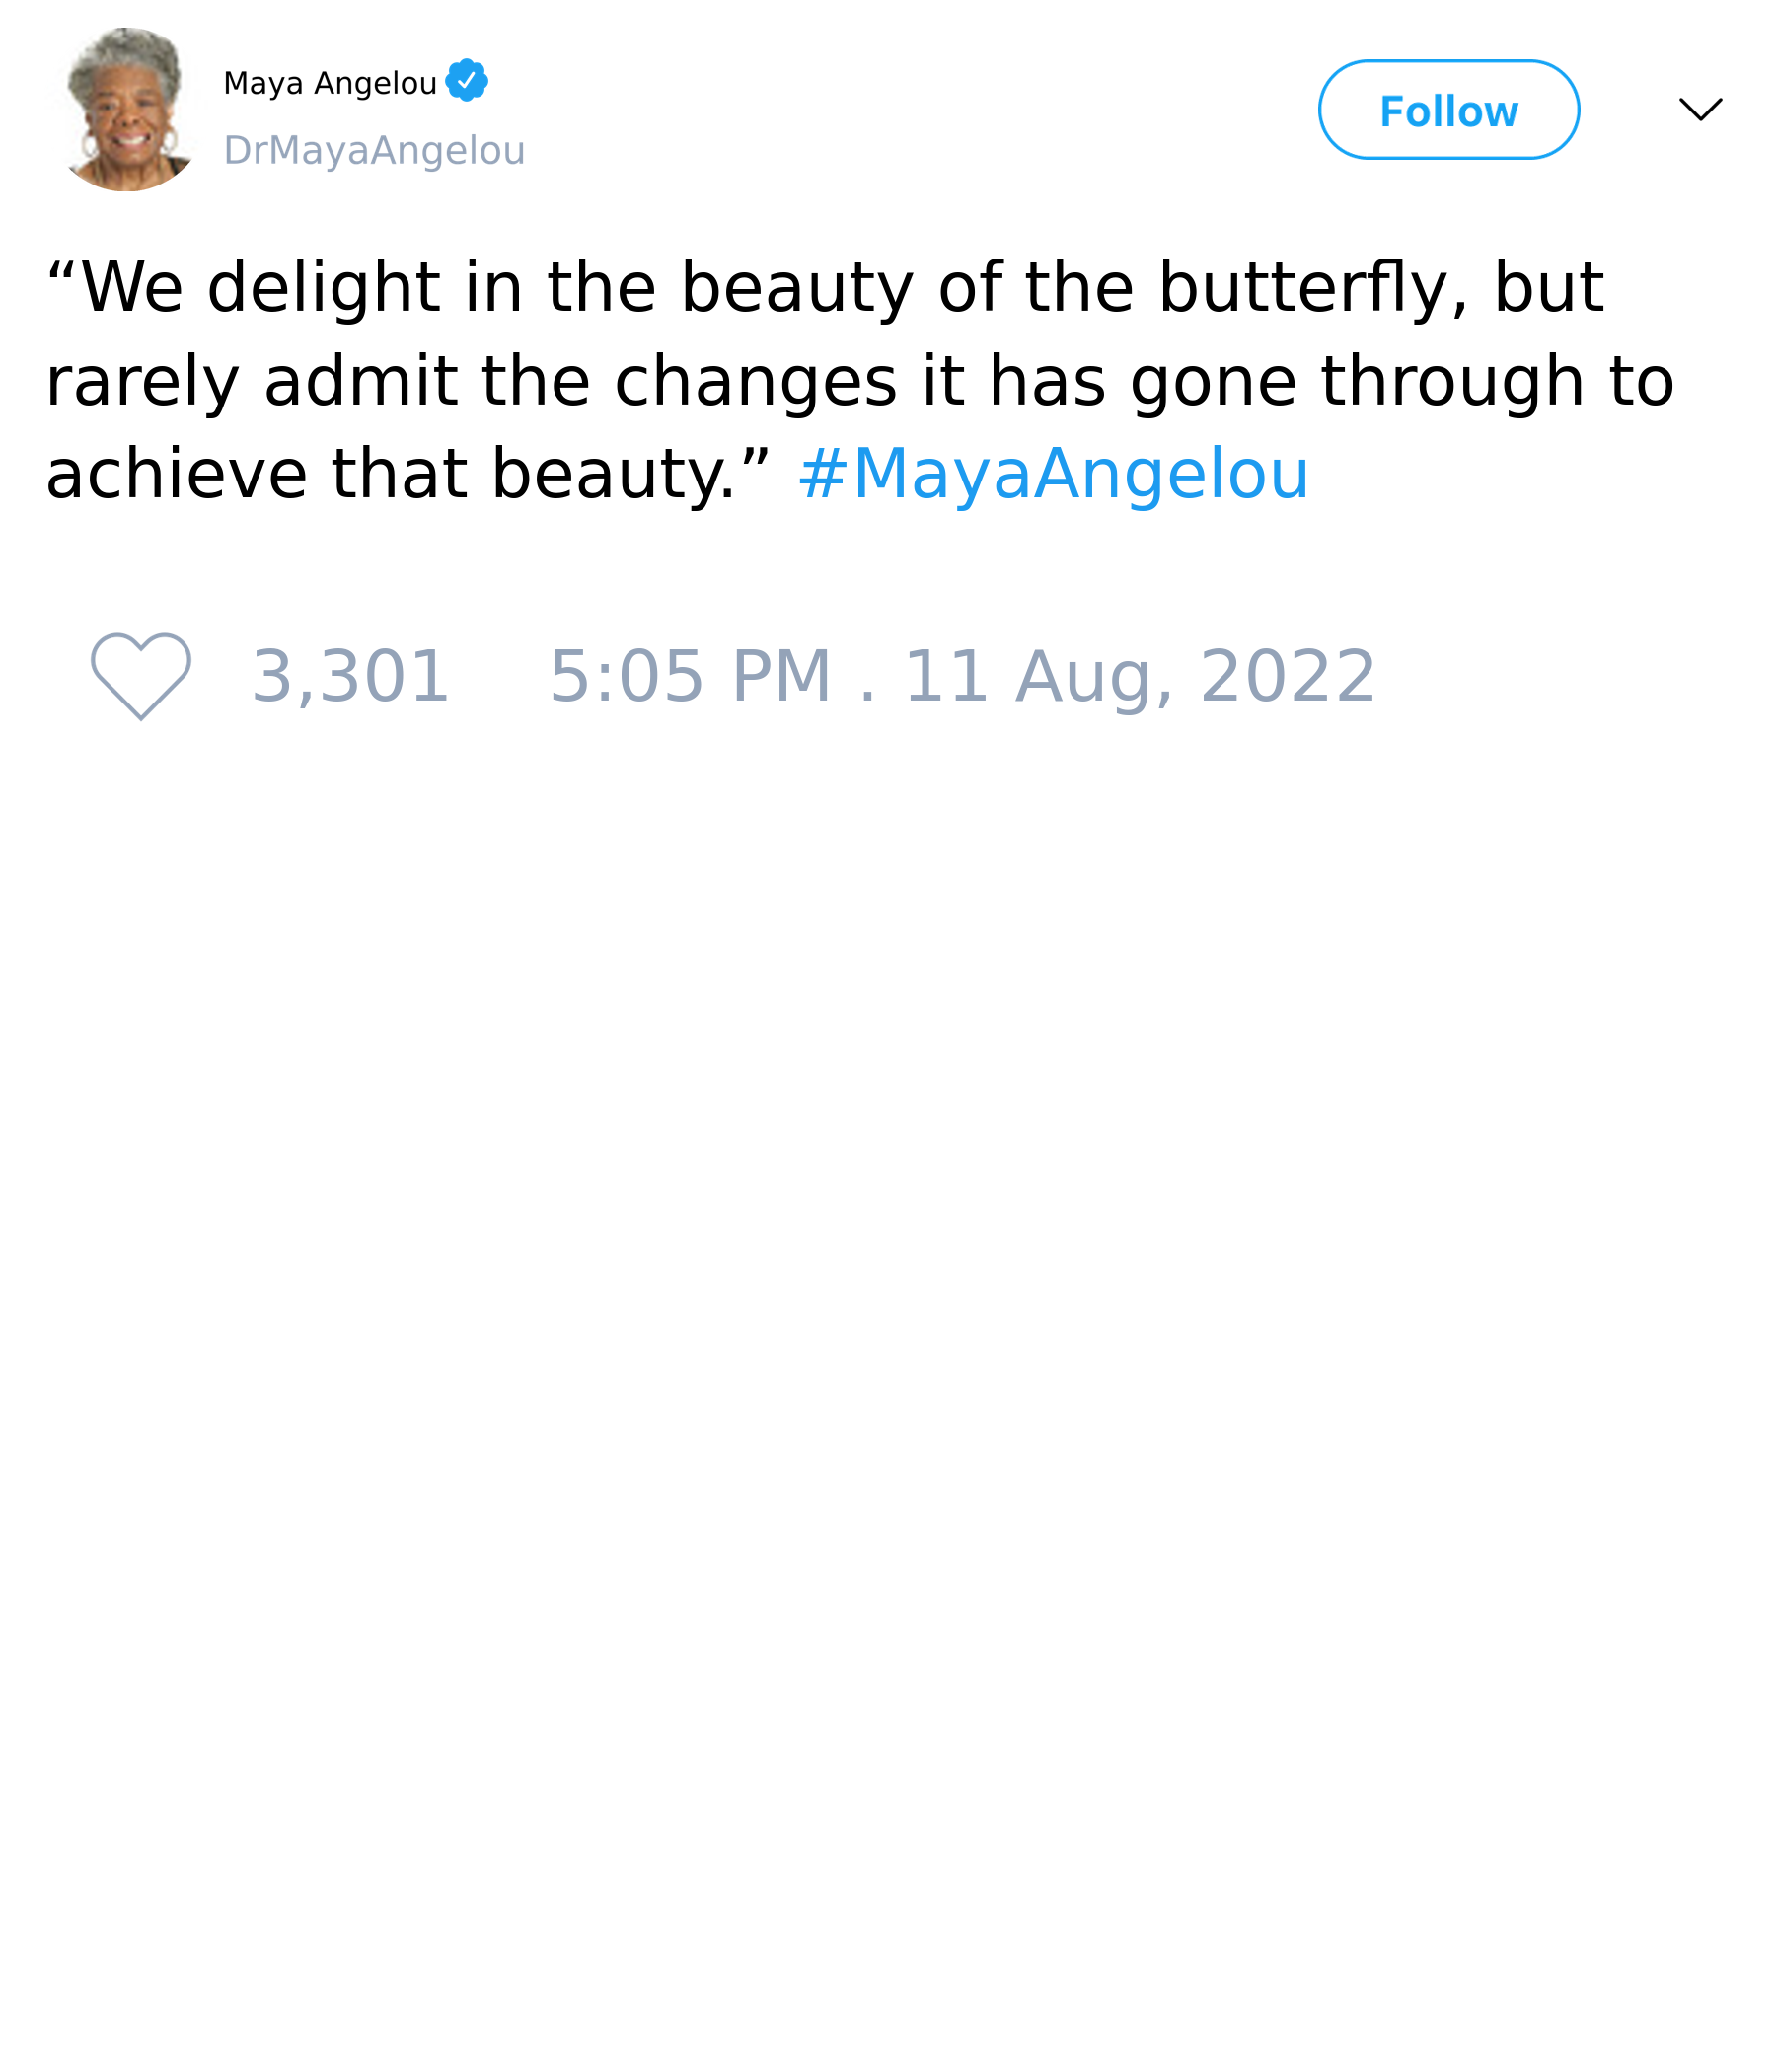 Maya Angelou
DrMayaAngelou
Follow
“We delight in the beauty of the butterfly, but
rarely admit the changes it has gone through to
achieve that beauty.” #MayaAngelou
3,301 5:05 PM . 11 Aug, 2022